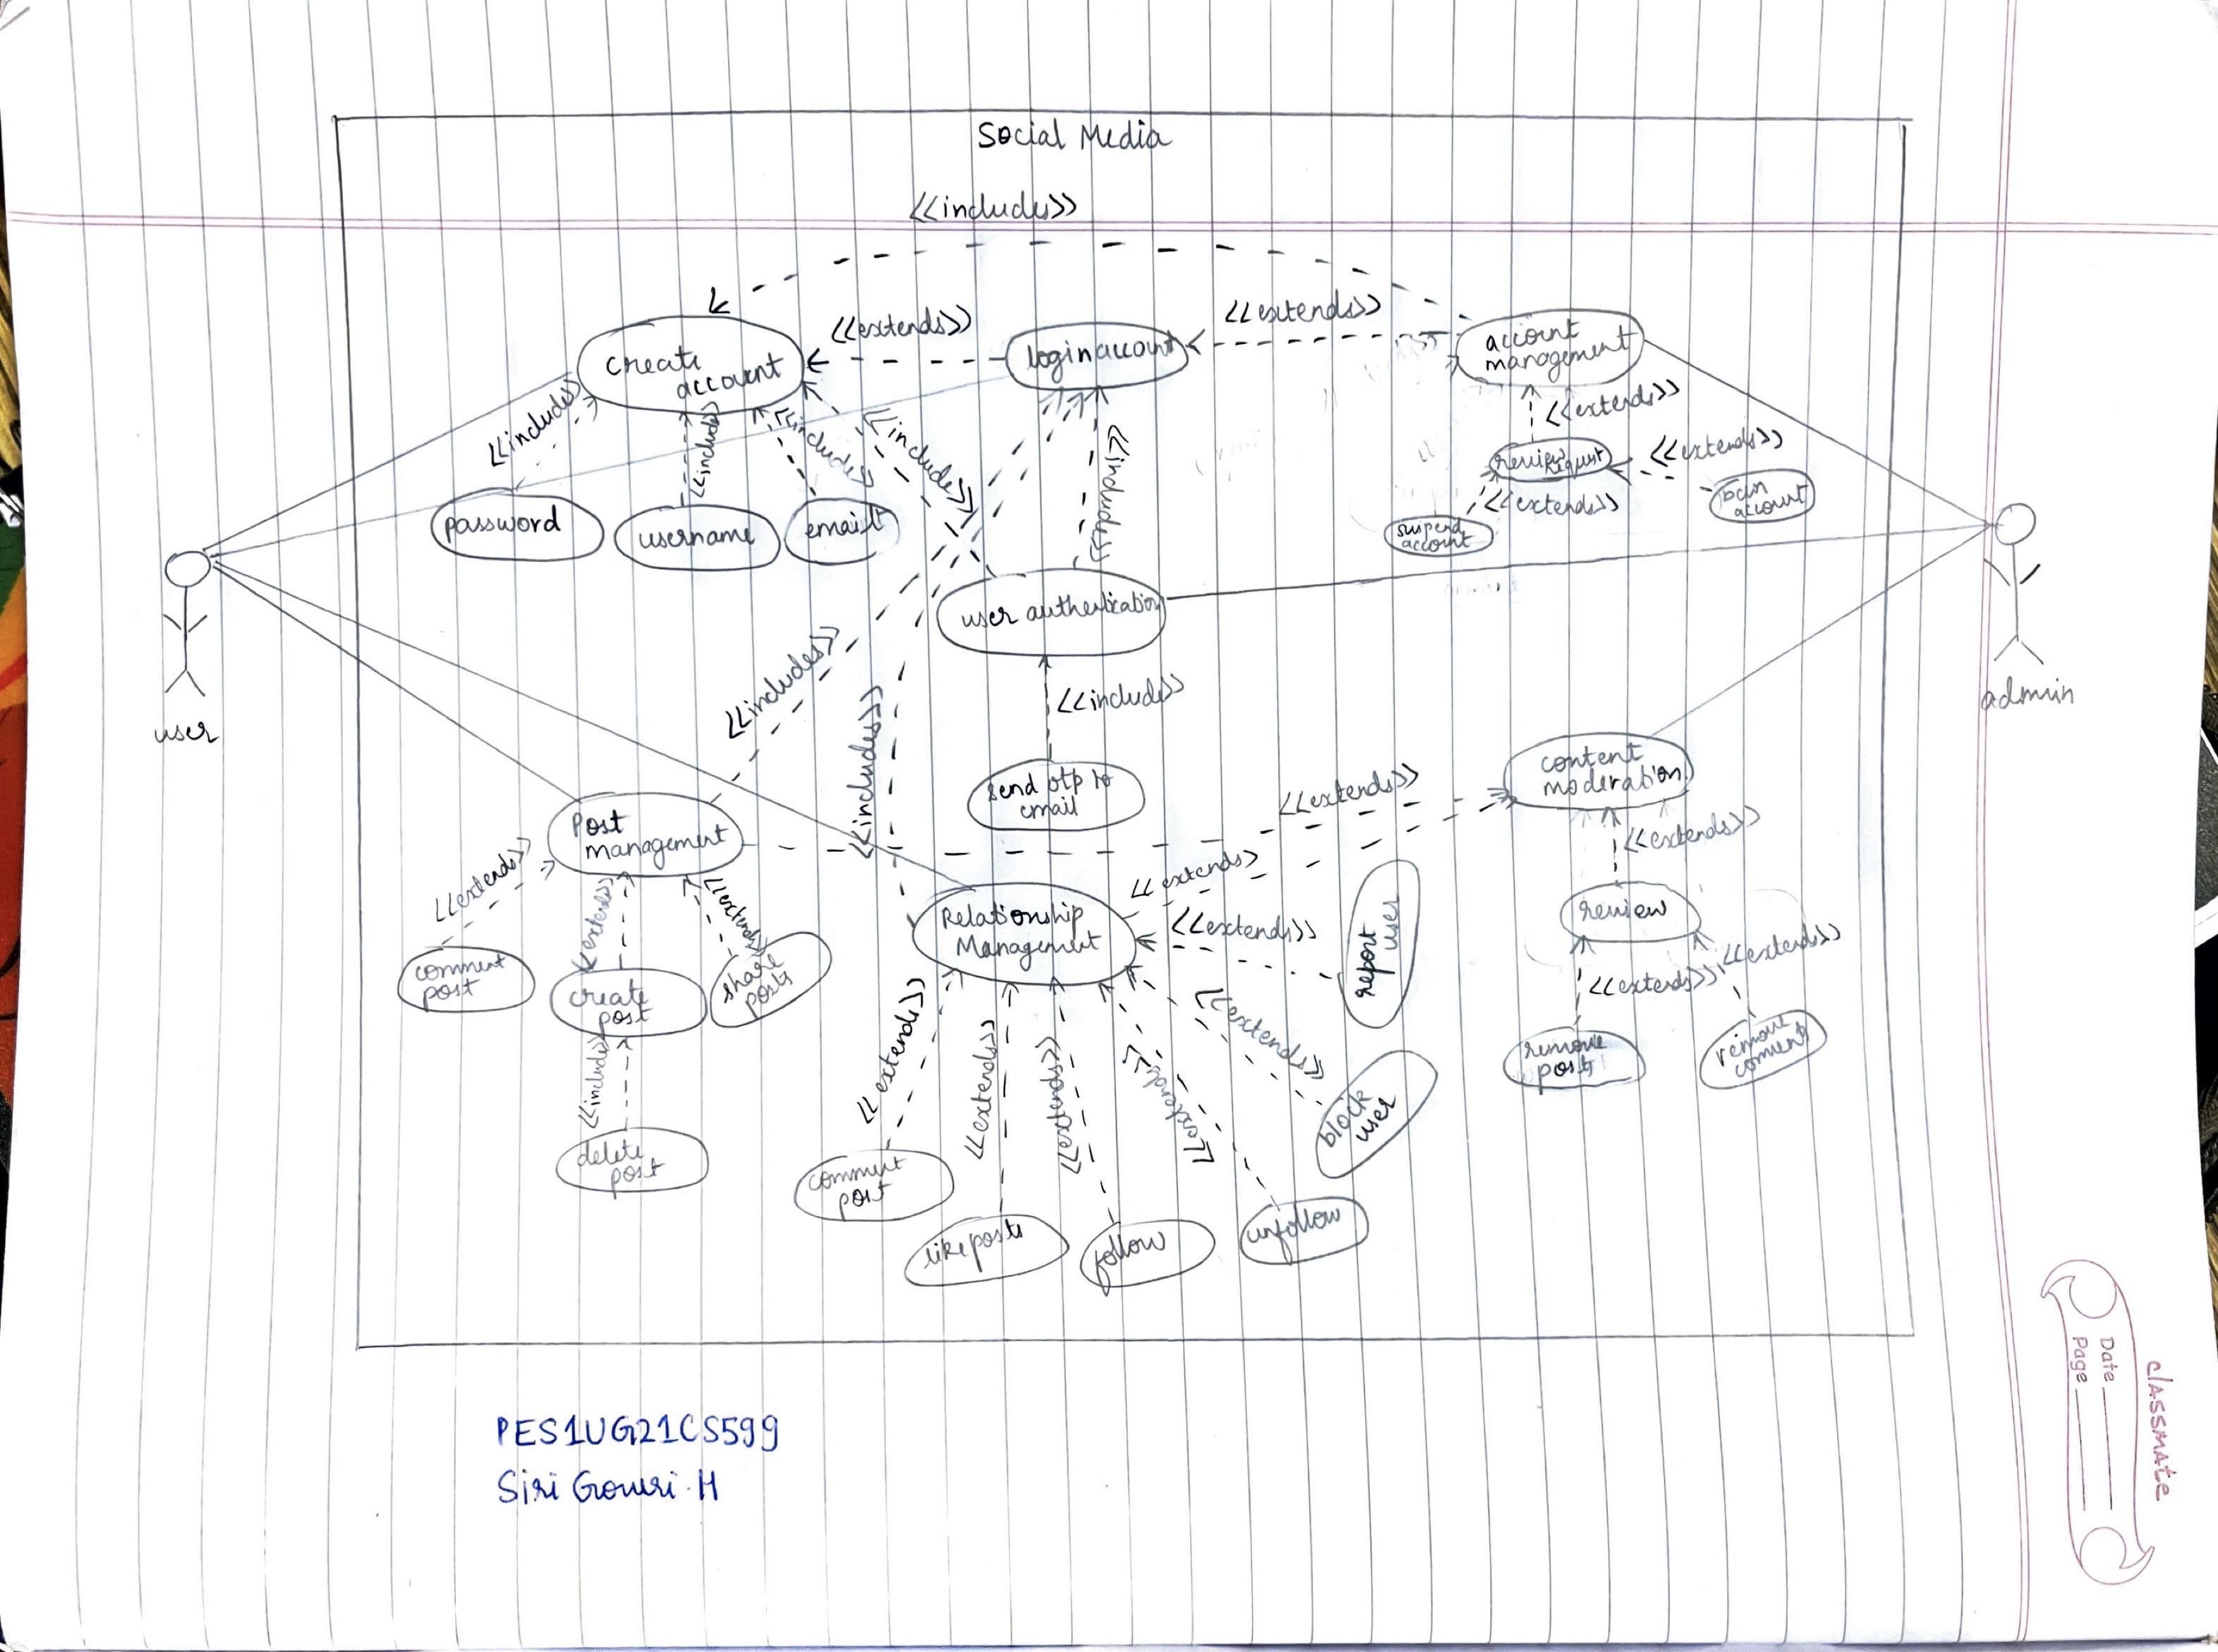 Social Media
<<includes>>
<<extends>>
<<extends>>
create
account
login account
account
management
<<includes>>
<<includes>>
<<includes>>
<<includes>>
<<includes>>
<<extends>>
<<extends>>
<<extends>>
password
username
email
suspend
account
account
user authentication
user
admin
<<includes>>
<<includes>>
<<includes>>
send otp to
email
content
moderation
<<extends>>
<<extends>>
Post
management
<<extends>>
<<extends>>
<<extends>>
<<extends>>
Relationship
Management
<<extends>>
report
user
review
<<extends>>
<<extends>>
comment
post
create
post
share
posts
<<includes>>
<<extends>>
<<extends>>
<<extends>>
<<extends>>
<<extends>>
block
user
remove
post
remove
comment
delete
post
comment
post
like posts
follow
unfollow
PES1UG21CS599
Siri Gowri. H
classmate
Date
Page